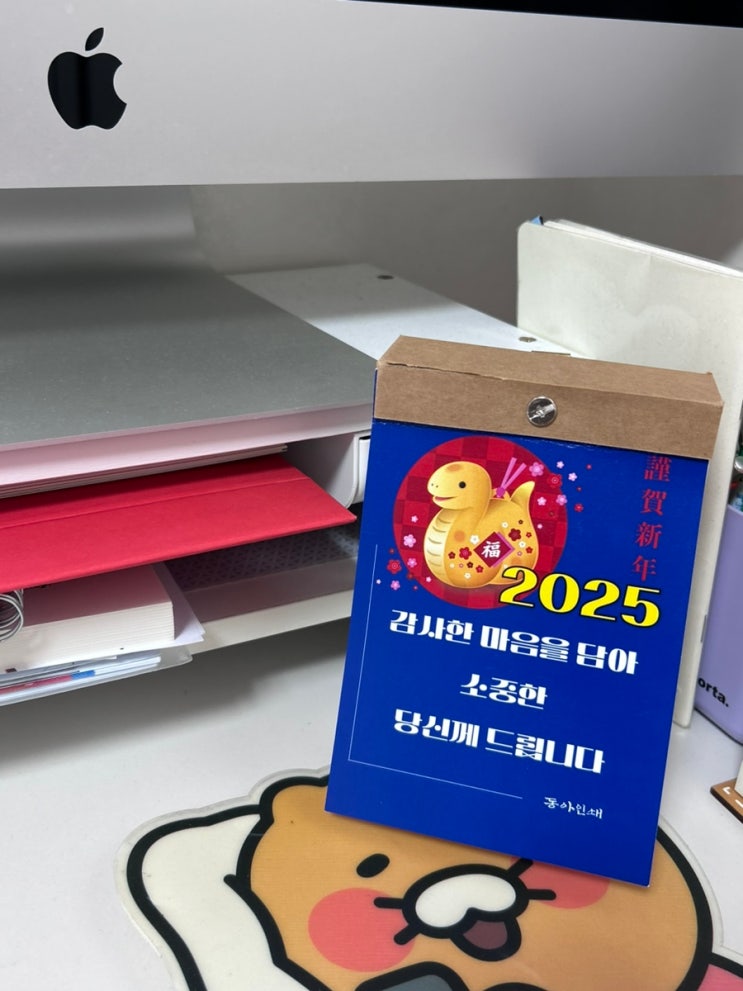 謹賀新年
福
2025
감사한 마음을 담아
소중한
당신께 드립니다
동아인쇄
orta.